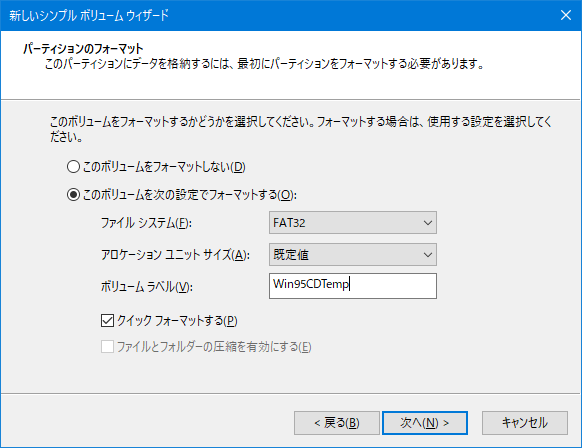 新しいシンプル ボリューム ウィザード
パーティションのフォーマット
このパーティションにデータを格納するには、最初にパーティションをフォーマットする必要があります。
このボリュームをフォーマットするかどうかを選択してください。フォーマットする場合は、使用する設定を選択してく
ださい。
このボリュームをフォーマットしない(D)
このボリュームを次の設定でフォーマットする(O):
ファイル システム(F):
FAT32
アロケーション ユニット サイズ(A):
既定値
ボリューム ラベル(V):
Win95CDTemp
クイック フォーマットする(P)
ファイルとフォルダーの圧縮を有効にする(E)
< 戻る(B)
次へ(N) >
キャンセル